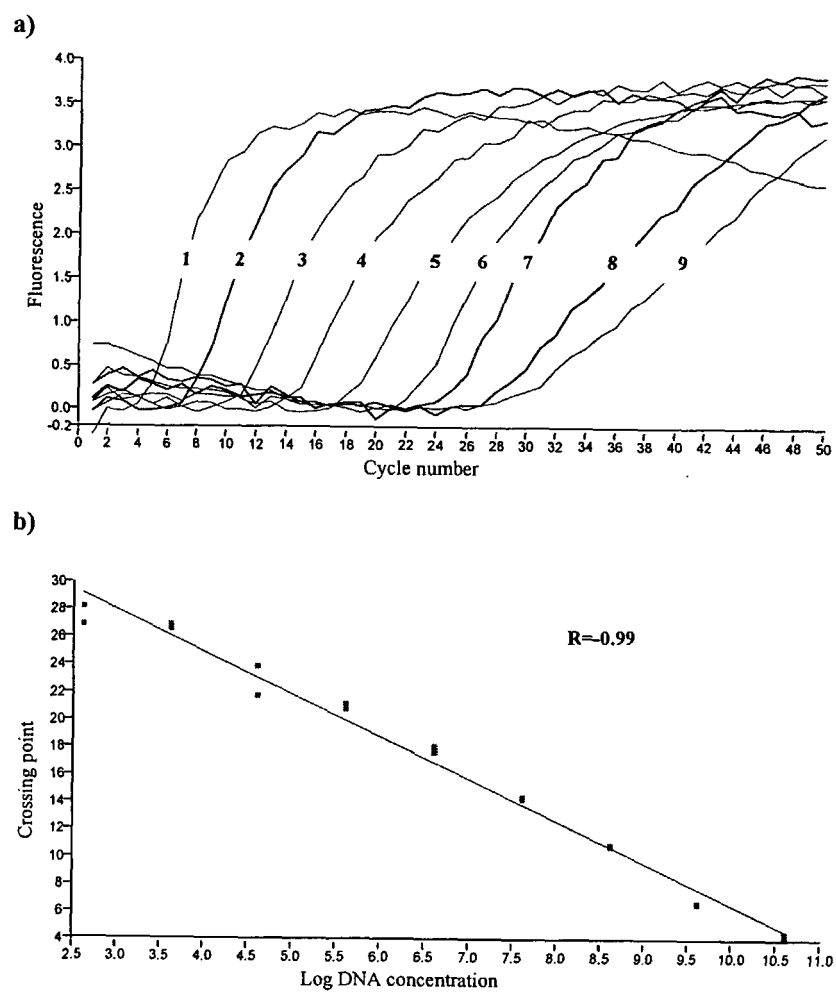 a)
4.0
3.5
3.0
2.5
2.0
1.5
1.0
0.5
0.0
-0.2
Fluorescence
1 2 3 4 5 6 7 8 9
0 2 4 6 8 10 12 14 16 18 20 22 24 26 28 30 32 34 36 38 40 42 44 46 48 50
Cycle number
b)
30
28
26
24
22
20
18
16
14
12
10
8
6
4
Crossing point
R=-0.99
2.5 3.0 3.5 4.0 4.5 5.0 5.5 6.0 6.5 7.0 7.5 8.0 8.5 9.0 9.5 10.0 10.5 11.0
Log DNA concentration